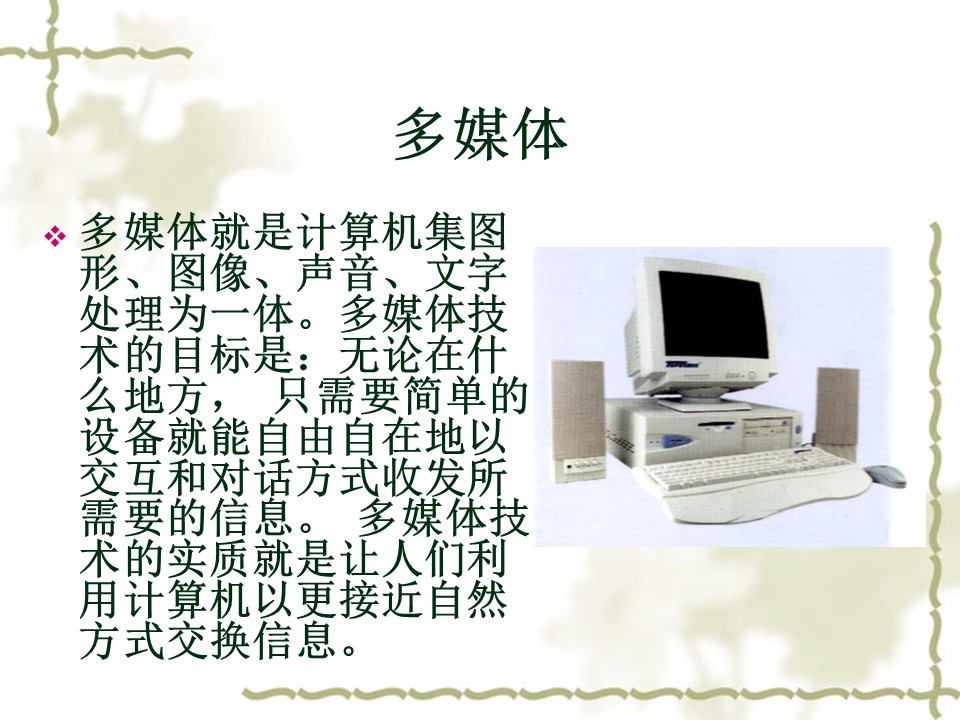 多媒体
多媒体就是计算机集图
形、图像、声音、文字
处理为一体。多媒体技
术的目标是：无论在什
么地方， 只需要简单的
设备就能自由自在地以
交互和对话方式收发所
需要的信息。 多媒体技
术的实质就是让人们利
用计算机以更接近自然
方式交换信息。